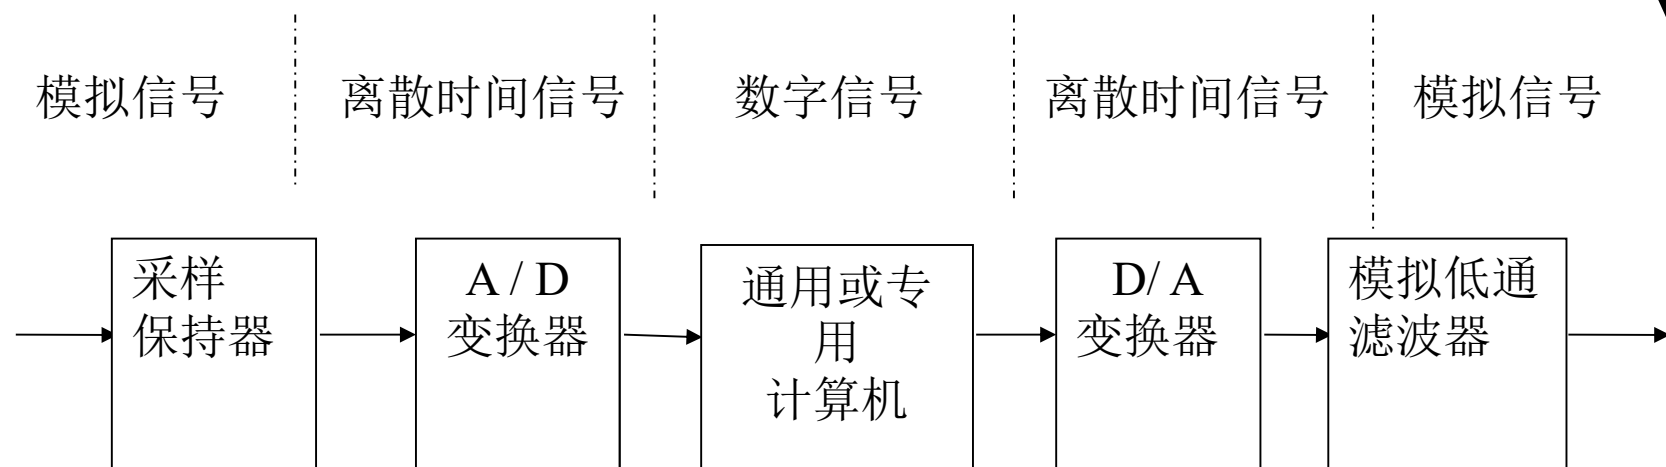 模拟信号
离散时间信号
数字信号
离散时间信号
模拟信号
采样
保持器
A / D
变换器
通用或专
用
计算机
D/ A
变换器
模拟低通
滤波器